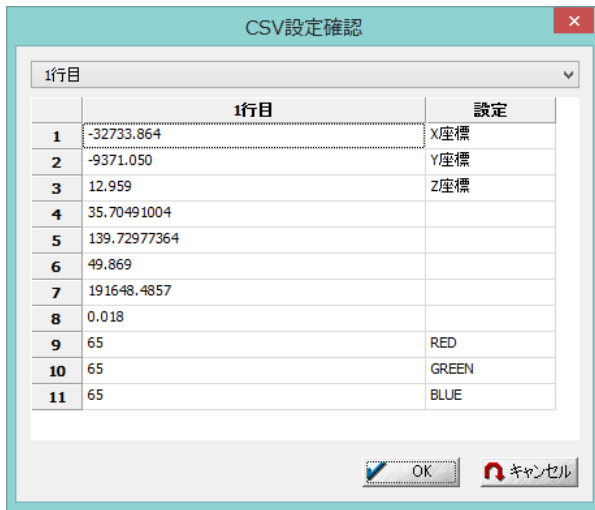 CSV設定確認
1行目
1行目 設定
1 -32733.864 X座標
2 -9371.050 Y座標
3 12.959 Z座標
4 35.70491004
5 139.72977364
6 49.869
7 191648.4857
8 0.018
9 65 RED
10 65 GREEN
11 65 BLUE
OK キャンセル